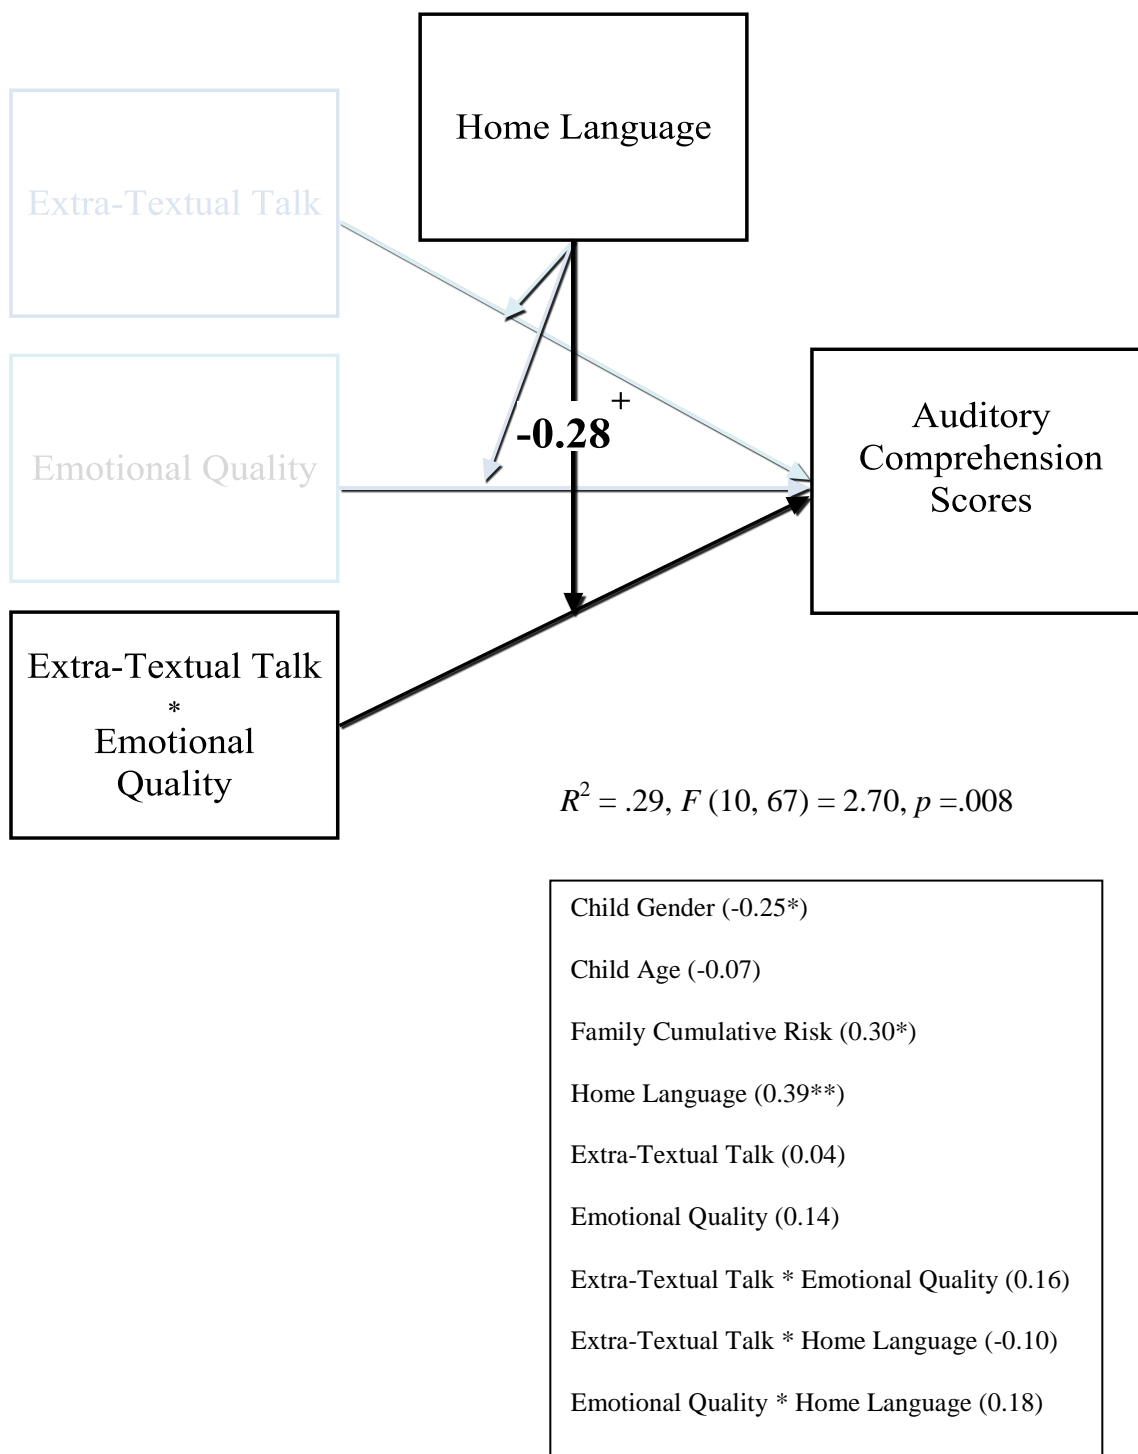 Home Language
Extra-Textual Talk
-0.28+
Emotional Quality
Auditory
Comprehension
Scores
Extra-Textual Talk
*
Emotional
Quality
R² = .29, F (10, 67) = 2.70, p =.008
Child Gender (-0.25*)
Child Age (-0.07)
Family Cumulative Risk (0.30*)
Home Language (0.39**)
Extra-Textual Talk (0.04)
Emotional Quality (0.14)
Extra-Textual Talk * Emotional Quality (0.16)
Extra-Textual Talk * Home Language (-0.10)
Emotional Quality * Home Language (0.18)